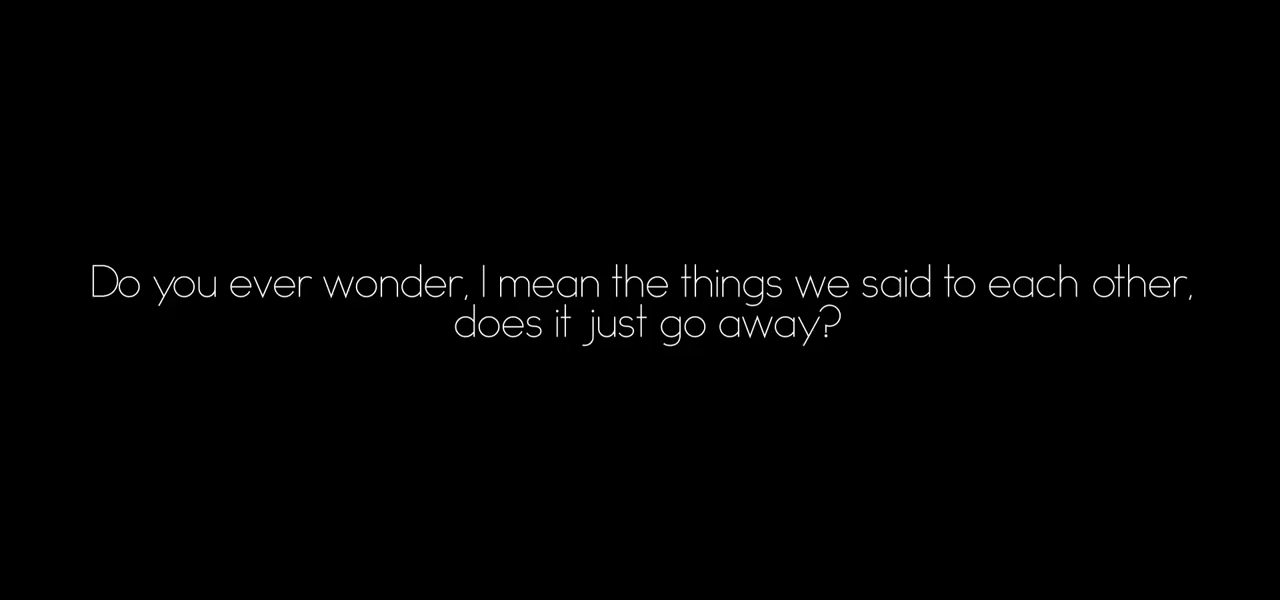 Do you ever wonder, I mean the things we said to each other,
does it just go away?